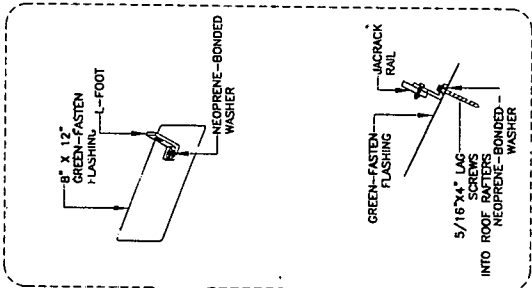 8" X 12"
GREEN-FASTEN
FLASHING
L-FOOT
NEOPRENE-BONDED
WASHER
JACRACK
RAIL
GREEN-FASTEN-
FLASHING
5/16"X4" LAG
SCREWS
INTO ROOF RAFTERS
NEOPRENE-BONDED-
WASHER